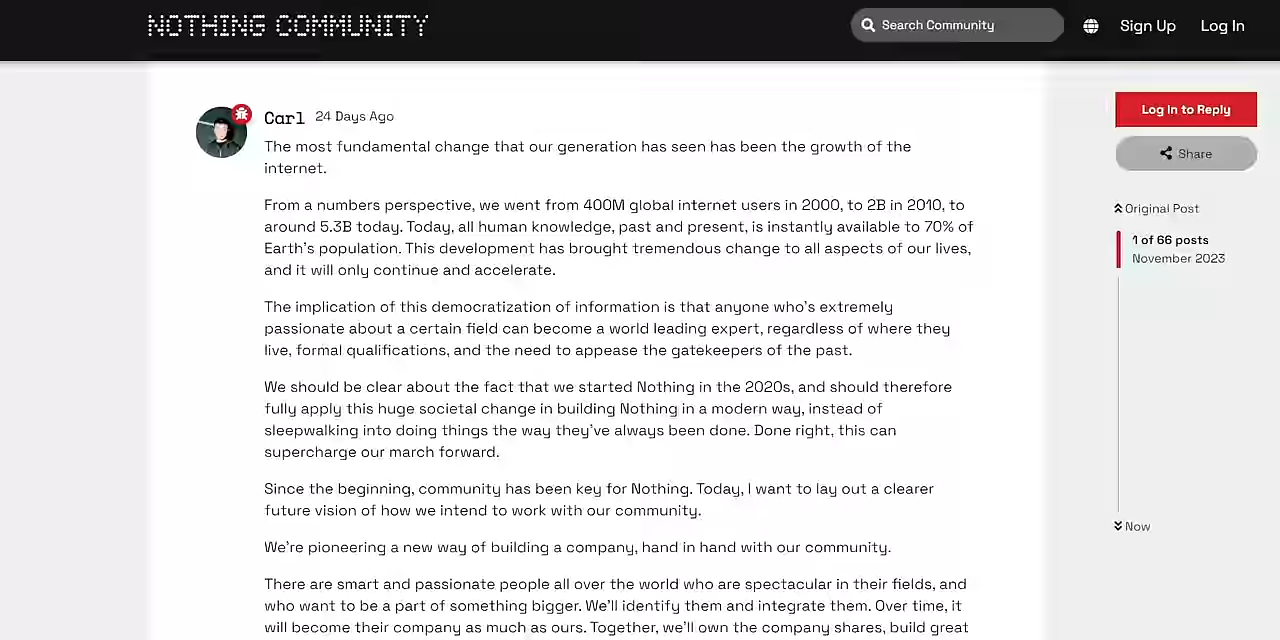 NOTHING COMMUNITY
Search Community
Sign Up
Log In
Carl 24 Days Ago
The most fundamental change that our generation has seen has been the growth of the
internet.
From a numbers perspective, we went from 400M global internet users in 2000, to 2B in 2010, to
around 5.3B today. Today, all human knowledge, past and present, is instantly available to 70% of
Earth's population. This development has brought tremendous change to all aspects of our lives,
and it will only continue and accelerate.
The implication of this democratization of information is that anyone who's extremely
passionate about a certain field can become a world leading expert, regardless of where they
live, formal qualifications, and the need to appease the gatekeepers of the past.
We should be clear about the fact that we started Nothing in the 2020s, and should therefore
fully apply this huge societal change in building Nothing in a modern way, instead of
sleepwalking into doing things the way they've always been done. Done right, this can
supercharge our march forward.
Since the beginning, community has been key for Nothing. Today, I want to lay out a clearer
future vision of how we intend to work with our community.
We're pioneering a new way of building a company, hand in hand with our community.
There are smart and passionate people all over the world who are spectacular in their fields, and
who want to be a part of something bigger. We'll identify them and integrate them. Over time, it
will become their company as much as ours. Together, we'll own the company shares, build great
Log In to Reply
Share
Original Post
1 of 66 posts
November 2023
Now